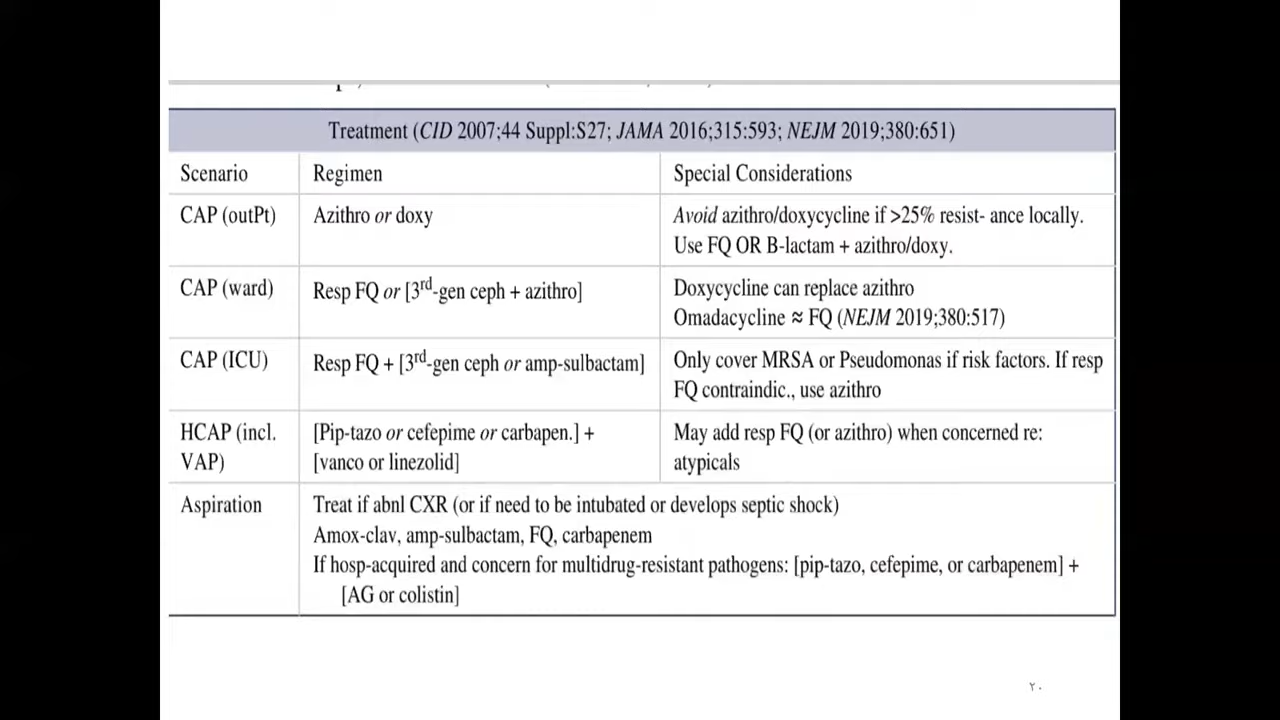 Treatment (CID 2007;44 Suppl:S27; JAMA 2016;315:593; NEJM 2019;380:651)
Scenario
Regimen
Special Considerations
CAP (outPt)
Azithro or doxy
Avoid azithro/doxycycline if >25% resist- ance locally.
Use FQ OR B-lactam + azithro/doxy.
CAP (ward)
Resp FQ or [3rd-gen ceph + azithro]
Doxycycline can replace azithro
Omadacycline ≈ FQ (NEJM 2019;380:517)
CAP (ICU)
Resp FQ + [3rd-gen ceph or amp-sulbactam]
Only cover MRSA or Pseudomonas if risk factors. If resp
FQ contraindic., use azithro
HCAP (incl.
VAP)
[Pip-tazo or cefepime or carbapen.] +
[vanco or linezolid]
May add resp FQ (or azithro) when concerned re:
atypicals
Aspiration
Treat if abnl CXR (or if need to be intubated or develops septic shock)
Amox-clav, amp-sulbactam, FQ, carbapenem
If hosp-acquired and concern for multidrug-resistant pathogens: [pip-tazo, cefepime, or carbapenem] +
[AG or colistin]
٢٠